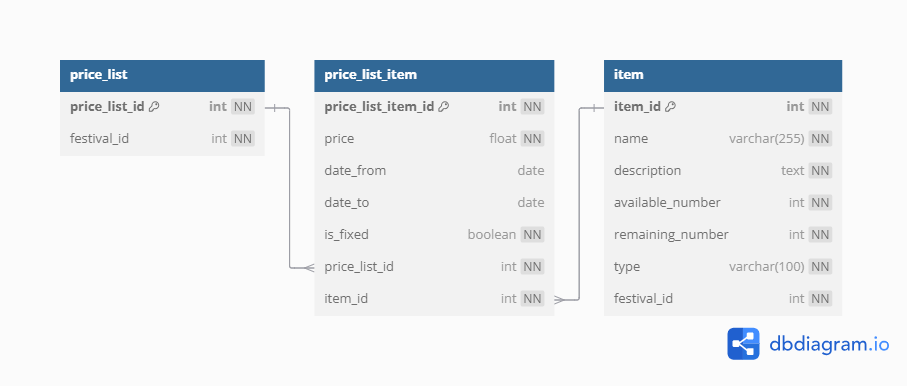 price_list
price_list_id int NN
festival_id int NN
price_list_item
price_list_item_id int NN
price float NN
date_from date
date_to date
is_fixed boolean NN
price_list_id int NN
item_id int NN
item
item_id int NN
name varchar(255) NN
description text NN
available_number int NN
remaining_number int NN
type varchar(100) NN
festival_id int NN
dbdiagram.io